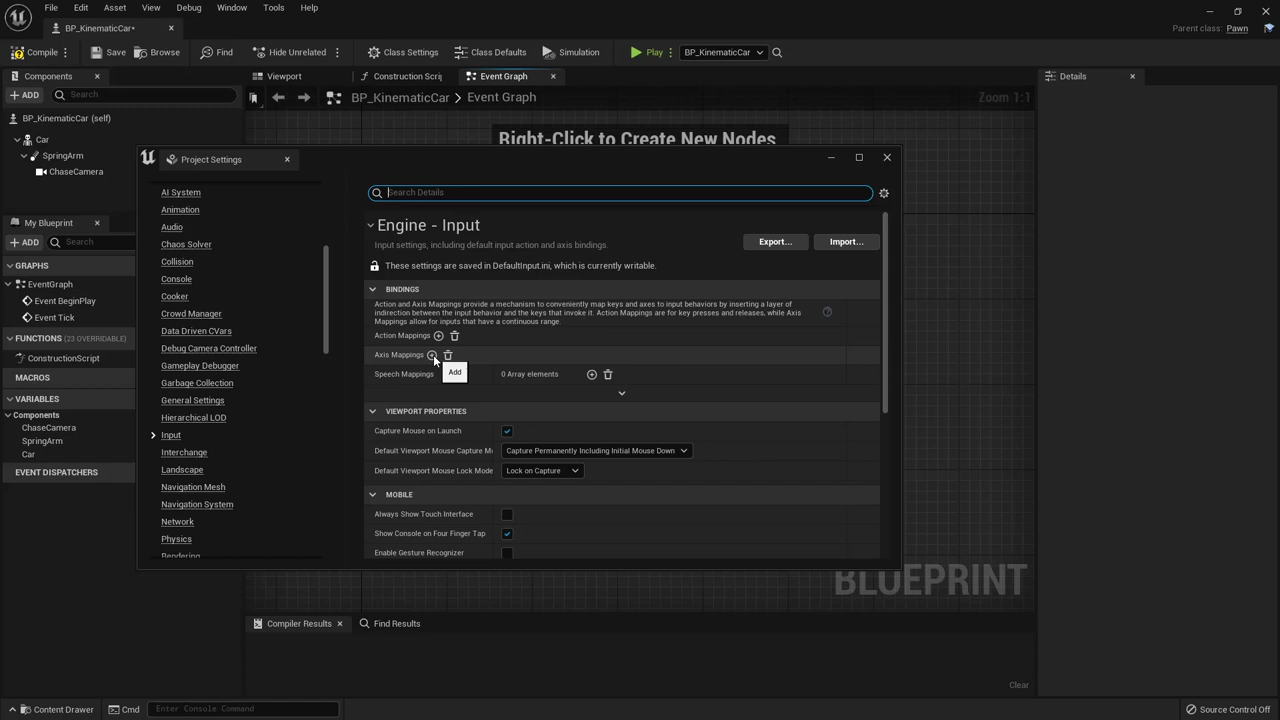 File Edit Asset View Debug Window Tools Help
BP_KinematicCar•
Parent class: Pawn
Compile Save Browse Find Hide Unrelated Class Settings Class Defaults Simulation Play BP_KinematicCar
Components
Viewport
Construction Scrip
Event Graph
Details
ADD Search
BP_KinematicCar > Event Graph
Zoom 1:1
BP_KinematicCar (self)
Car
SpringArm
ChaseCamera
Right-Click to Create New Nodes
My Blueprint
ADD Search
GRAPHS
EventGraph
Event BeginPlay
Event Tick
FUNCTIONS (23 OVERRIDABLE)
ConstructionScript
MACROS
VARIABLES
Components
ChaseCamera
SpringArm
Car
EVENT DISPATCHERS
Project Settings
AI System
Animation
Audio
Chaos Solver
Collision
Console
Cooker
Crowd Manager
Data Driven CVars
Debug Camera Controller
Gameplay Debugger
Garbage Collection
General Settings
Hierarchical LOD
Input
Interchange
Landscape
Navigation Mesh
Navigation System
Network
Physics
Rendering
Search Details
Engine - Input
Input settings, including default input action and axis bindings.
Export... Import...
These settings are saved in DefaultInput.ini, which is currently writable.
BINDINGS
Action and Axis Mappings provide a mechanism to conveniently map keys and axes to input behaviors by inserting a layer of
indirection between the input behavior and the keys that invoke it. Action Mappings are for key presses and releases, while Axis
Mappings allow for inputs that have a continuous range.
Action Mappings
Axis Mappings
Add
Speech Mappings 0 Array elements
VIEWPORT PROPERTIES
Capture Mouse on Launch
Default Viewport Mouse Capture M Capture Permanently Including Initial Mouse Down
Default Viewport Mouse Lock Mode Lock on Capture
MOBILE
Always Show Touch Interface
Show Console on Four Finger Tap
Enable Gesture Recognizer
BLUEPRINT
Compiler Results
Find Results
Clear
Content Drawer
Cmd
Enter Console Command
Source Control Off